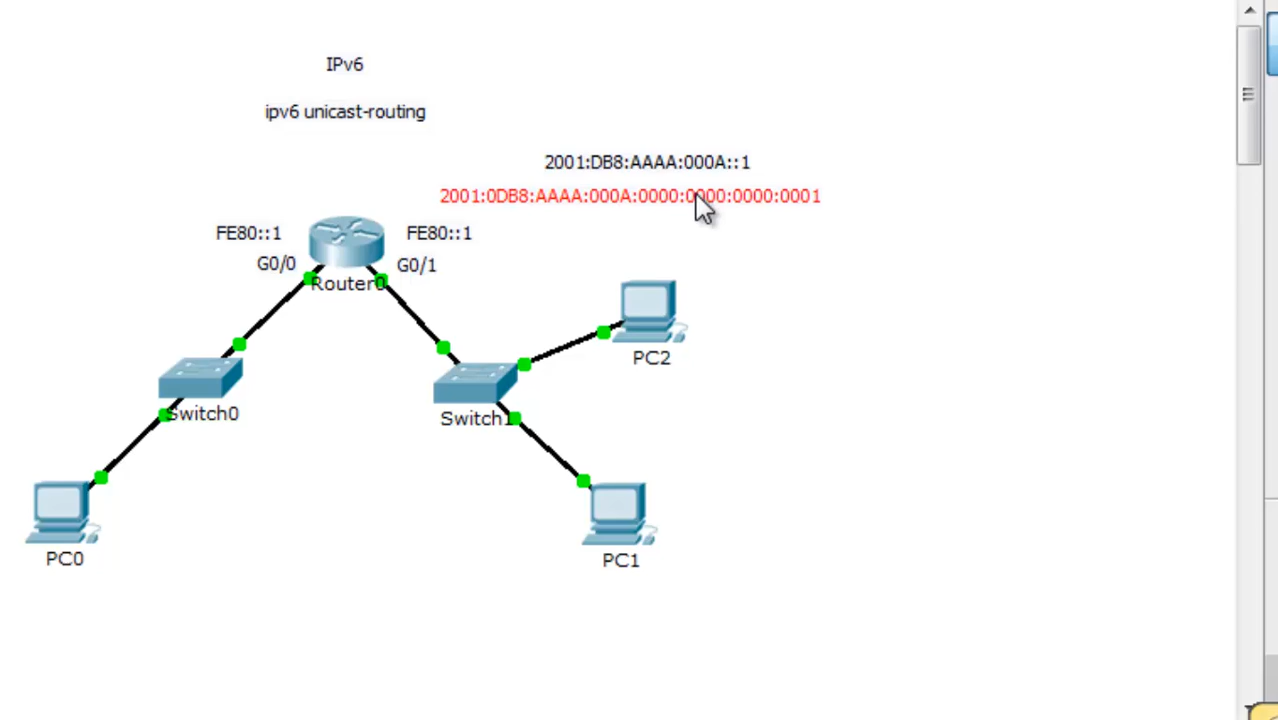 IPv6
ipv6 unicast-routing
2001:DB8:AAAA:000A::1
2001:0DB8:AAAA:000A:0000:0000:0000:0001
FE80::1
FE80::1
G0/0
G0/1
Router0
PC2
Switch0
Switch1
PC0
PC1